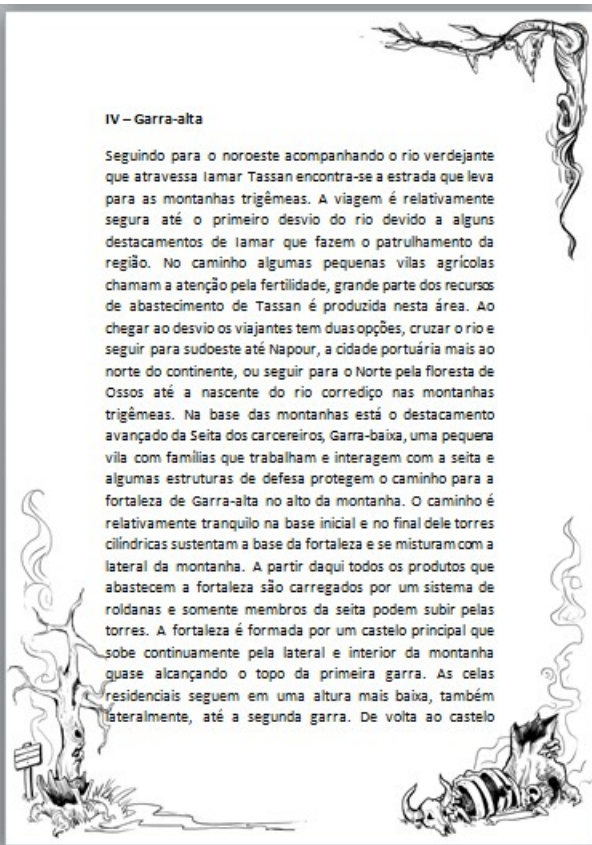 IV – Garra-alta
Seguindo para o noroeste acompanhando o rio verdejante
que atravessa Iamar Tassan encontra-se a estrada que leva
para as montanhas trigêmeas. A viagem é relativamente
segura até o primeiro desvio do rio devido a alguns
destacamentos de Iamar que fazem o patrulhamento da
região. No caminho algumas pequenas vilas agrícolas
chamam a atenção pela fertilidade, grande parte dos recursos
de abastecimento de Tassan é produzida nesta área. Ao
chegar ao desvio os viajantes tem duas opções, cruzar o rio e
seguir para sudoeste até Napour, a cidade portuária mais ao
norte do continente, ou seguir para o Norte pela floresta de
Ossos até a nascente do rio corrediço nas montanhas
trigêmeas. Na base das montanhas está o destacamento
avançado da Seita dos carcereiros, Garra-baixa, uma pequena
vila com famílias que trabalham e interagem com a seita e
algumas estruturas de defesa protegem o caminho para a
fortaleza de Garra-alta no alto da montanha. O caminho é
relativamente tranquilo na base inicial e no final dele torres
cilíndricas sustentam a base da fortaleza e se misturam com a
lateral da montanha. A partir daqui todos os produtos que
abastecem a fortaleza são carregados por um sistema de
roldanas e somente membros da seita podem subir pelas
torres. A fortaleza é formada por um castelo principal que
sobe continuamente pela lateral e interior da montanha
quase alcançando o topo da primeira garra. As celas
residenciais seguem em uma altura mais baixa, também
lateralmente, até a segunda garra. De volta ao castelo